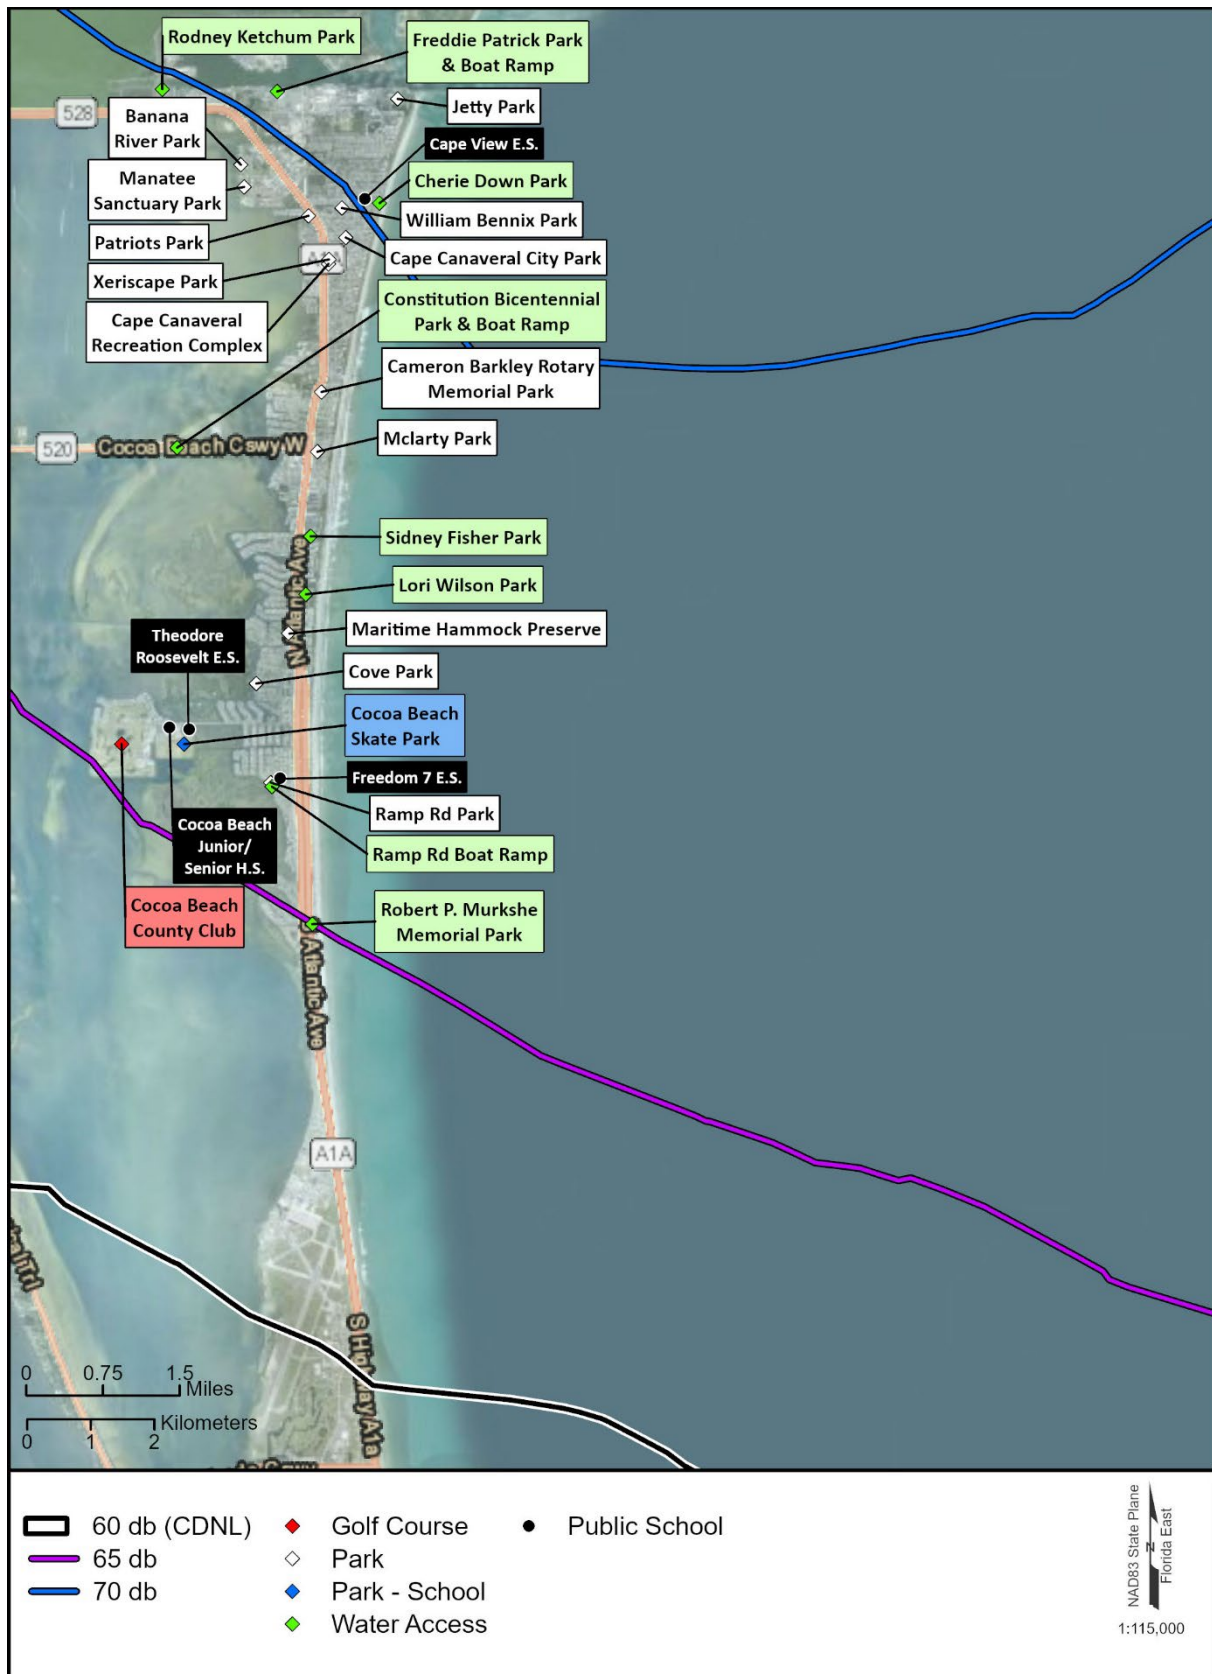 Rodney Ketchum Park
Freddie Patrick Park
& Boat Ramp
528
Jetty Park
Banana
River Park
Cape View E.S.
Manatee
Sanctuary Park
Cherie Down Park
William Bennix Park
Patriots Park
Cape Canaveral City Park
Xeriscape Park
Constitution Bicentennial
Park & Boat Ramp
Cape Canaveral
Recreation Complex
Cameron Barkley Rotary
Memorial Park
520
Cocoa Beach Cswy W
Mclarty Park
Sidney Fisher Park
N Atlantic Ave
Lori Wilson Park
Maritime Hammock Preserve
Theodore
Roosevelt E.S.
Cove Park
Cocoa Beach
Skate Park
Freedom 7 E.S.
Ramp Rd Park
Cocoa Beach
Junior/
Senior H.S.
Ramp Rd Boat Ramp
Cocoa Beach
County Club
Robert P. Murkshe
Memorial Park
S Atlantic Ave
A1A
S Highway A1a
0 0.75 1.5
Miles
Kilometers
0 1 2
60 db (CDNL)
65 db
70 db
Golf Course
Park
Park - School
Water Access
Public School
NAD83 State Plane
Florida East
N
1:115,000